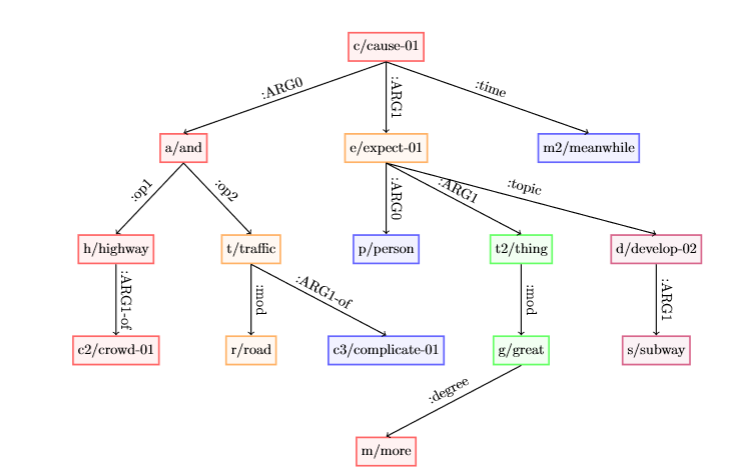 c/cause-01
:ARG0
:ARG1
:time
a/and
e/expect-01
m2/meanwhile
:op1
:op2
:ARG0
:ARG1
:topic
h/highway
t/traffic
p/person
t2/thing
d/develop-02
:ARG1-of
:mod
:ARG1-of
:mod
:ARG1
c2/crowd-01
r/road
c3/complicate-01
g/great
s/subway
:degree
m/more